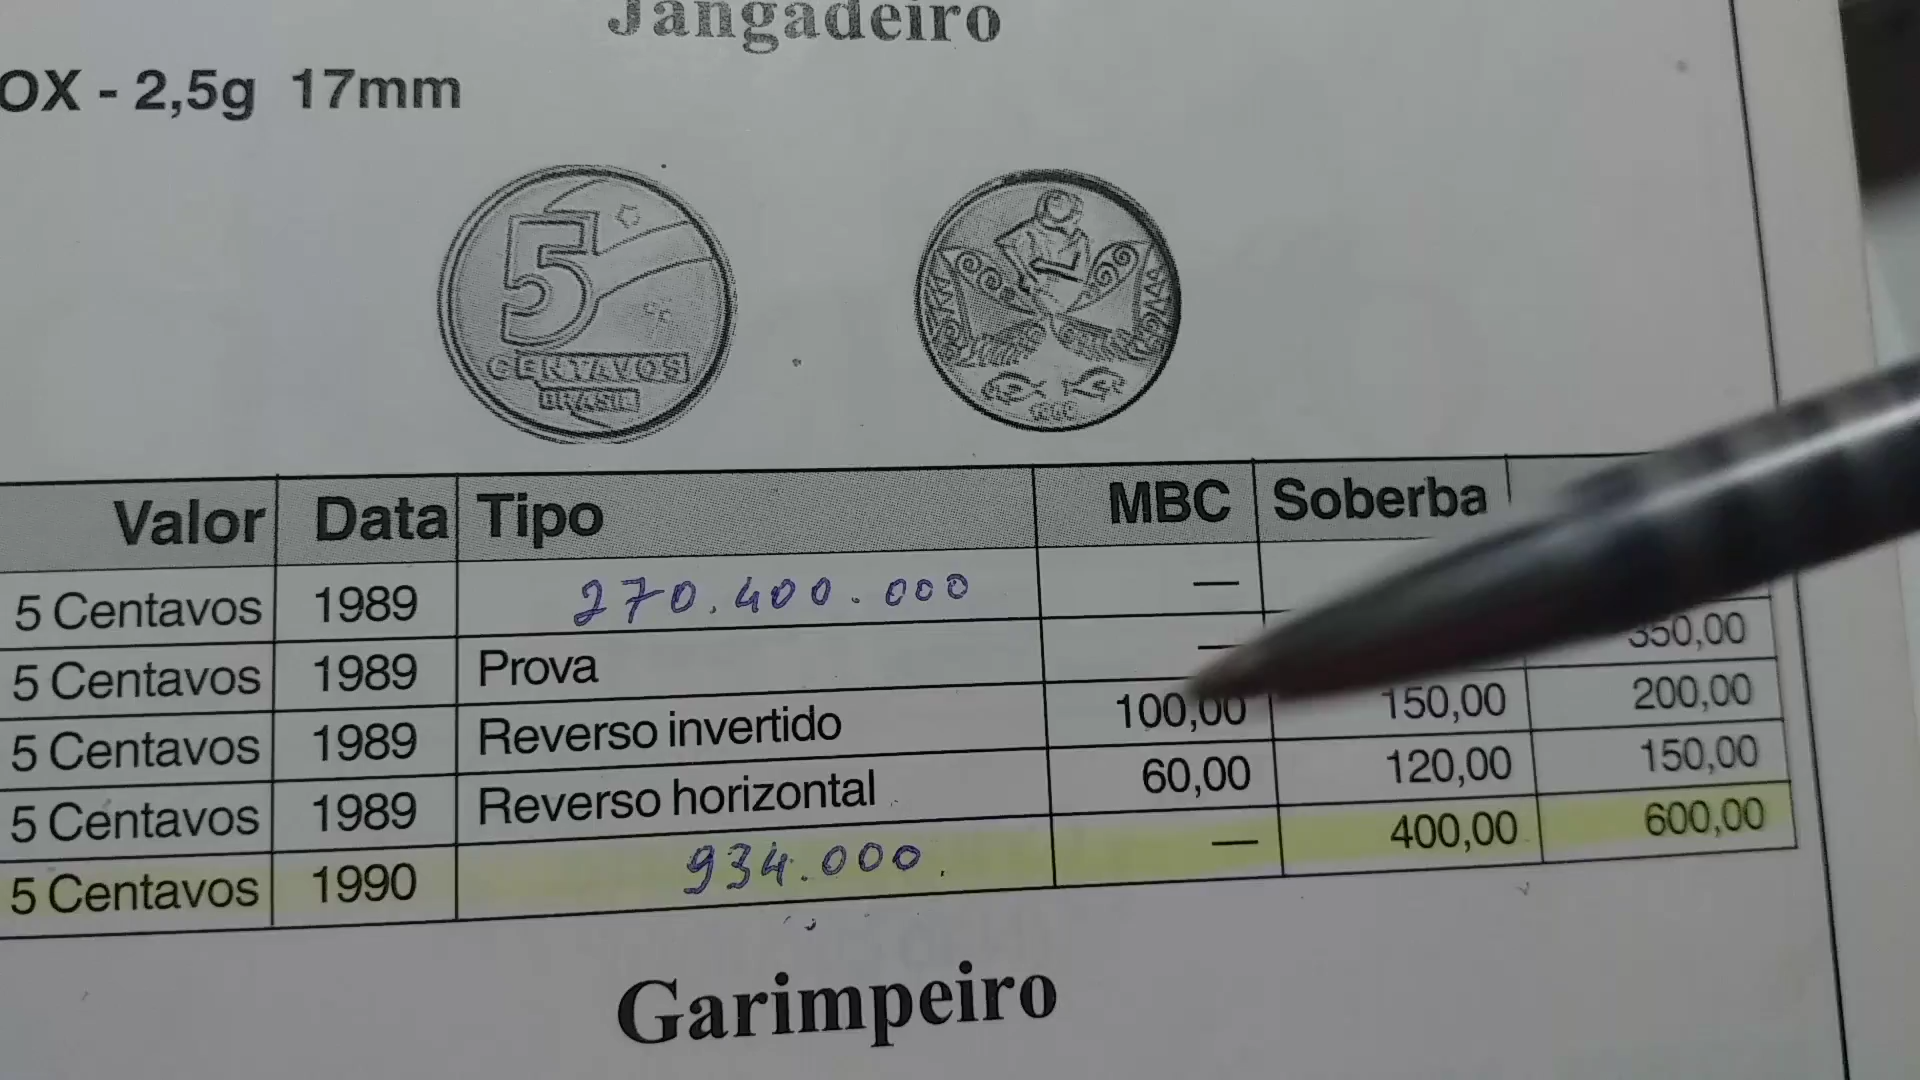 Jangadeiro
OX - 2,5g 17mm
5
CENTAVOS
BRASIL
Valor Data Tipo MBC Soberba
5 Centavos 1989 270.400.000 —
5 Centavos 1989 Prova — 350,00
5 Centavos 1989 Reverso invertido 100,00 150,00 200,00
5 Centavos 1989 Reverso horizontal 60,00 120,00 150,00
5 Centavos 1990 934.000. — 400,00 600,00
Garimpeiro